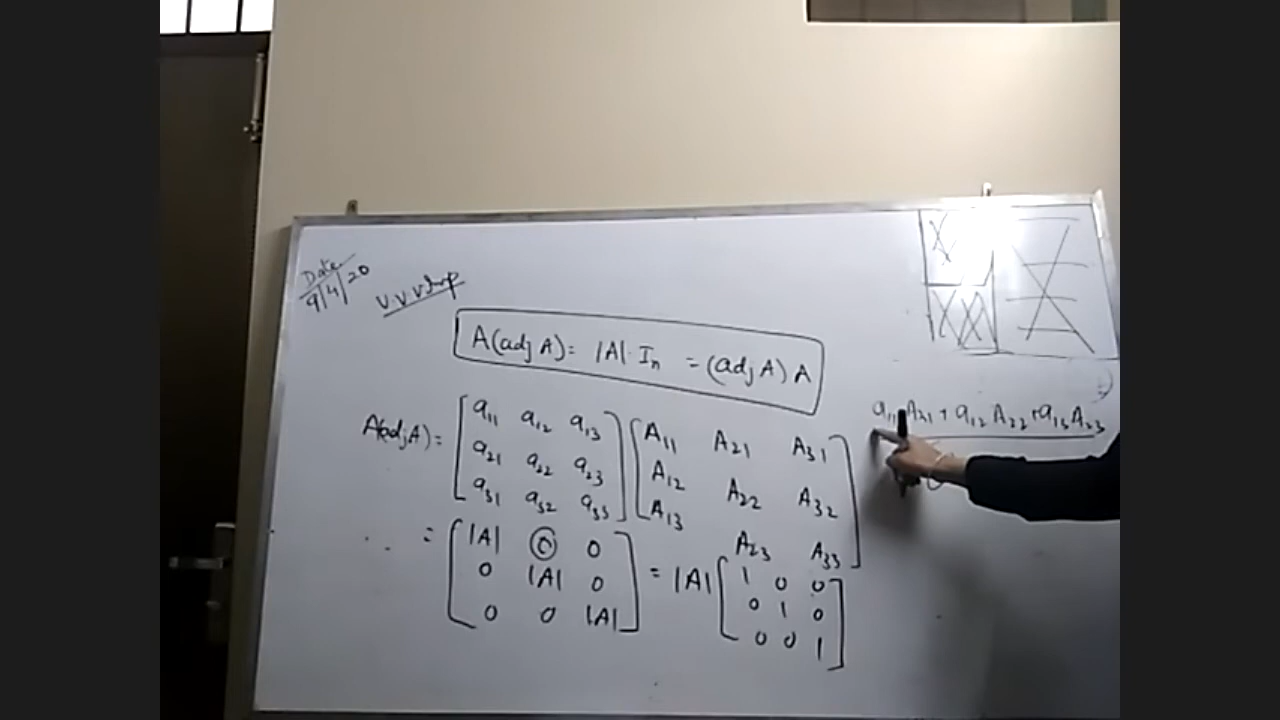 Date
9/4/20
V.V.V.Imp
A(adj A) = |A|. Iₙ = (adj A) A
a₁₁ A₂₁ + a₁₂ A₂₂ + a₁₃ A₂₃
A(adj A) = [a₁₁ a₁₂ a₁₃] [A₁₁ A₂₁ A₃₁]
[a₂₁ a₂₂ a₂₃] [A₁₂ A₂₂ A₃₂]
[a₃₁ a₃₂ a₃₃] [A₁₃ A₂₃ A₃₃]
= [|A| 0 0] = |A| [1 0 0]
[0 |A| 0] [0 1 0]
[0 0 |A|] [0 0 1]